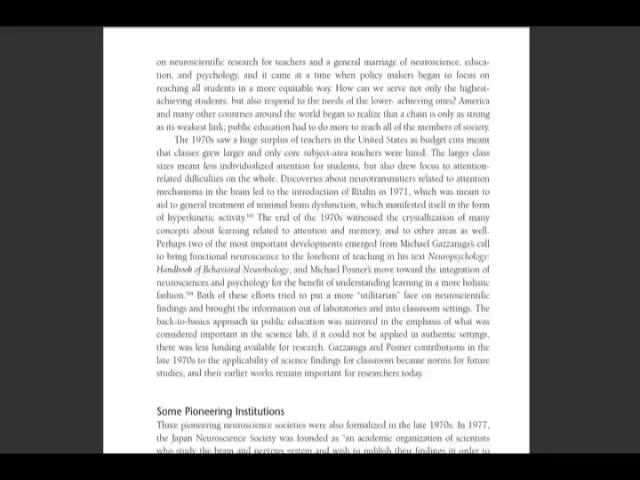 on neuroscientific research for teachers and a general marriage of neuroscience, educa-
tion, and psychology, and it came at a time when policy makers began to focus on
reaching all students in a more equitable way. How can we serve not only the highest-
achieving students, but also respond to the needs of the lower- achieving ones? America
and many other countries around the world began to realize that a chain is only as strong
as its weakest link; public education had to do more to reach all of the members of society.
The 1970s saw a huge surplus of teachers in the United States as budget cuts meant
that classes grew larger and only core subject-area teachers were hired. The larger class
sizes meant less individualized attention for students, but also drew focus to attention-
related difficulties on the whole. Discoveries about neurotransmitters related to attention
mechanisms in the brain led to the introduction of Ritalin in 1971, which was meant to
aid to general treatment of minimal brain dysfunction, which manifested itself in the form
of hyperkinetic activity. The end of the 1970s witnessed the crystallization of many
concepts about learning related to attention and memory, and to other areas as well.
Perhaps two of the most important developments emerged from Michael Gazzaniga's call
to bring functional neuroscience to the forefront of teaching in his text Neuropsychology:
Handbook of Behavioral Neurobiology, and Michael Posner's move toward the integration of
neurosciences and psychology for the benefit of understanding learning in a more holistic
fashion. Both of these efforts tried to put a more "utilitarian" face on neuroscientific
findings and brought the information out of laboratories and into classroom settings. The
back-to-basics approach in public education was mirrored in the emphasis of what was
considered important in the science lab; if it could not be applied in authentic settings,
there was less funding available for research. Gazzaniga and Posner contributions in the
late 1970s to the applicability of science findings for classroom became norms for future
studies, and their earlier works remain important for researchers today.
Some Pioneering Institutions
Three pioneering neuroscience societies were also formalized in the late 1970s. In 1977,
the Japan Neuroscience Society was founded as "an academic organization of scientists
who study the brain and nervous system and wish to publish their findings in order to